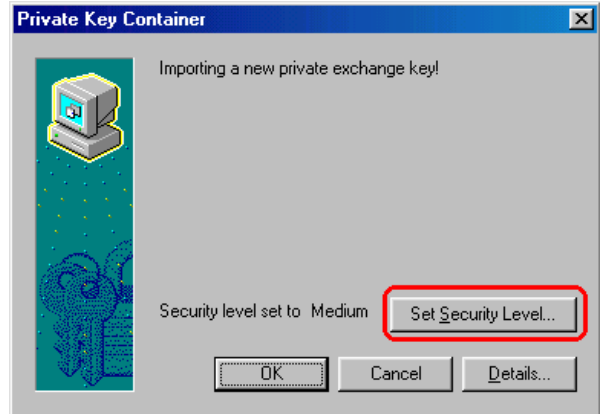 Private Key Container
Importing a new private exchange key!
Security level set to Medium
Set Security Level...
OK
Cancel
Details...